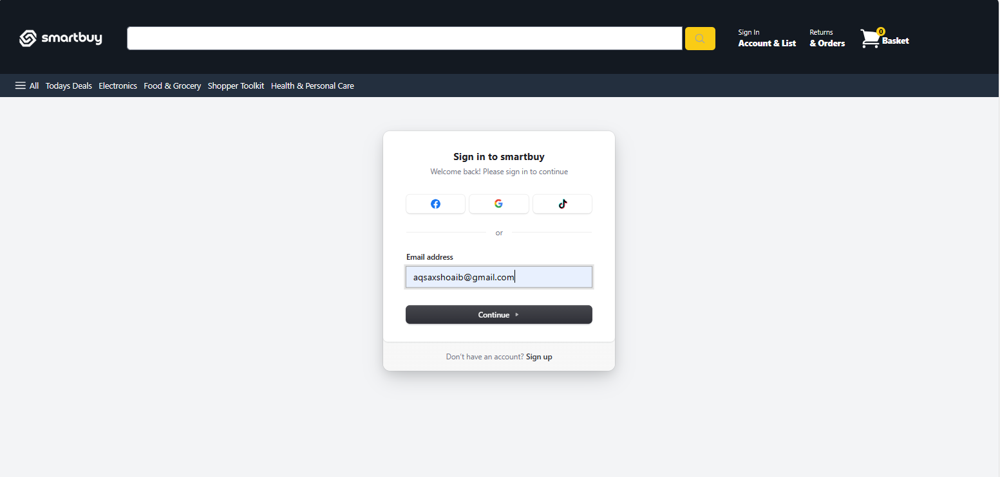 smartbuy
Sign In
Account & List
Returns
& Orders
0
Basket
All Todays Deals Electronics Food & Grocery Shopper Toolkit Health & Personal Care
Sign in to smartbuy
Welcome back! Please sign in to continue
or
Email address
aqsaxshoaib@gmail.com
Continue
Don't have an account? Sign up